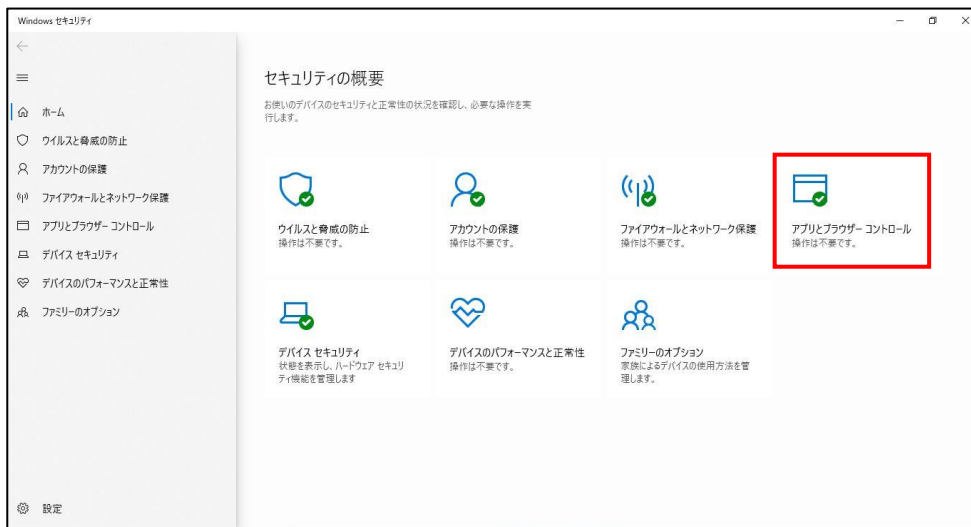 Windows セキュリティ
ホーム
ウイルスと脅威の防止
アカウントの保護
ファイアウォールとネットワーク保護
アプリとブラウザー コントロール
デバイス セキュリティ
デバイスのパフォーマンスと正常性
ファミリーのオプション
設定
セキュリティの概要
お使いのデバイスのセキュリティと正常性の状況を確認し、必要な操作を実
行します。
ウイルスと脅威の防止
操作は不要です。
アカウントの保護
操作は不要です。
ファイアウォールとネットワーク保護
操作は不要です。
アプリとブラウザー コントロール
操作は不要です。
デバイス セキュリティ
状態を表示し、ハードウェア セキュリ
ティ機能を管理します
デバイスのパフォーマンスと正常性
操作は不要です。
ファミリーのオプション
家族によるデバイスの使用方法を管
理します。